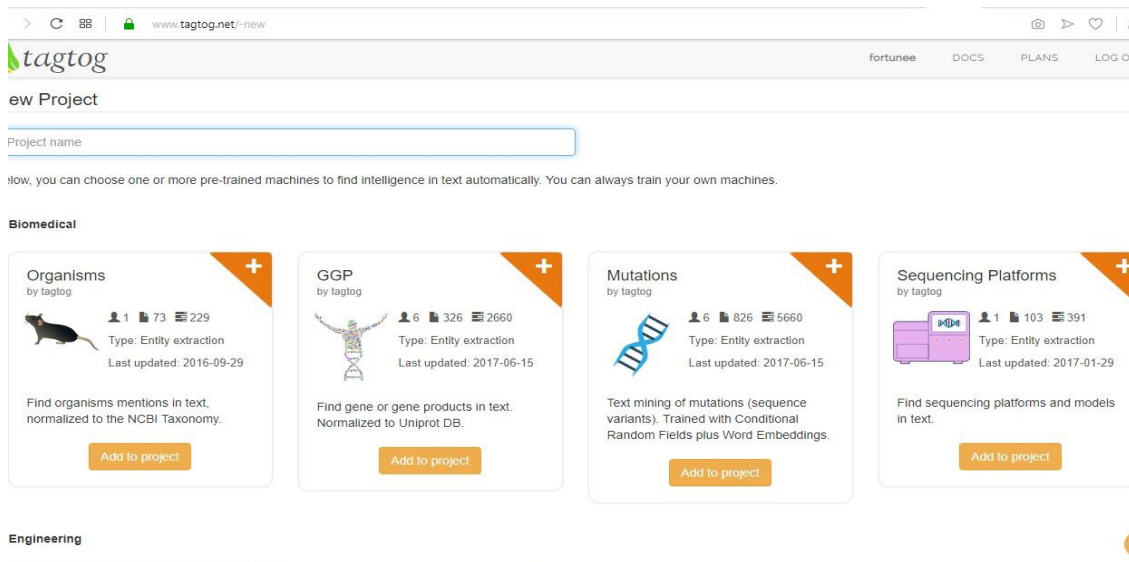 www.tagtog.net/-new
tagtog
fortunee DOCS PLANS LOG O
ew Project
Project name
elow, you can choose one or more pre-trained machines to find intelligence in text automatically. You can always train your own machines.
Biomedical
Organisms
by tagtog
1 73 229
Type: Entity extraction
Last updated: 2016-09-29
Find organisms mentions in text,
normalized to the NCBI Taxonomy.
Add to project
GGP
by tagtog
6 326 2660
Type: Entity extraction
Last updated: 2017-06-15
Find gene or gene products in text.
Normalized to Uniprot DB.
Add to project
Mutations
by tagtog
6 826 5660
Type: Entity extraction
Last updated: 2017-06-15
Text mining of mutations (sequence
variants). Trained with Conditional
Random Fields plus Word Embeddings.
Add to project
Sequencing Platforms
by tagtog
1 103 391
Type: Entity extraction
Last updated: 2017-01-29
Find sequencing platforms and models
in text.
Add to project
Engineering